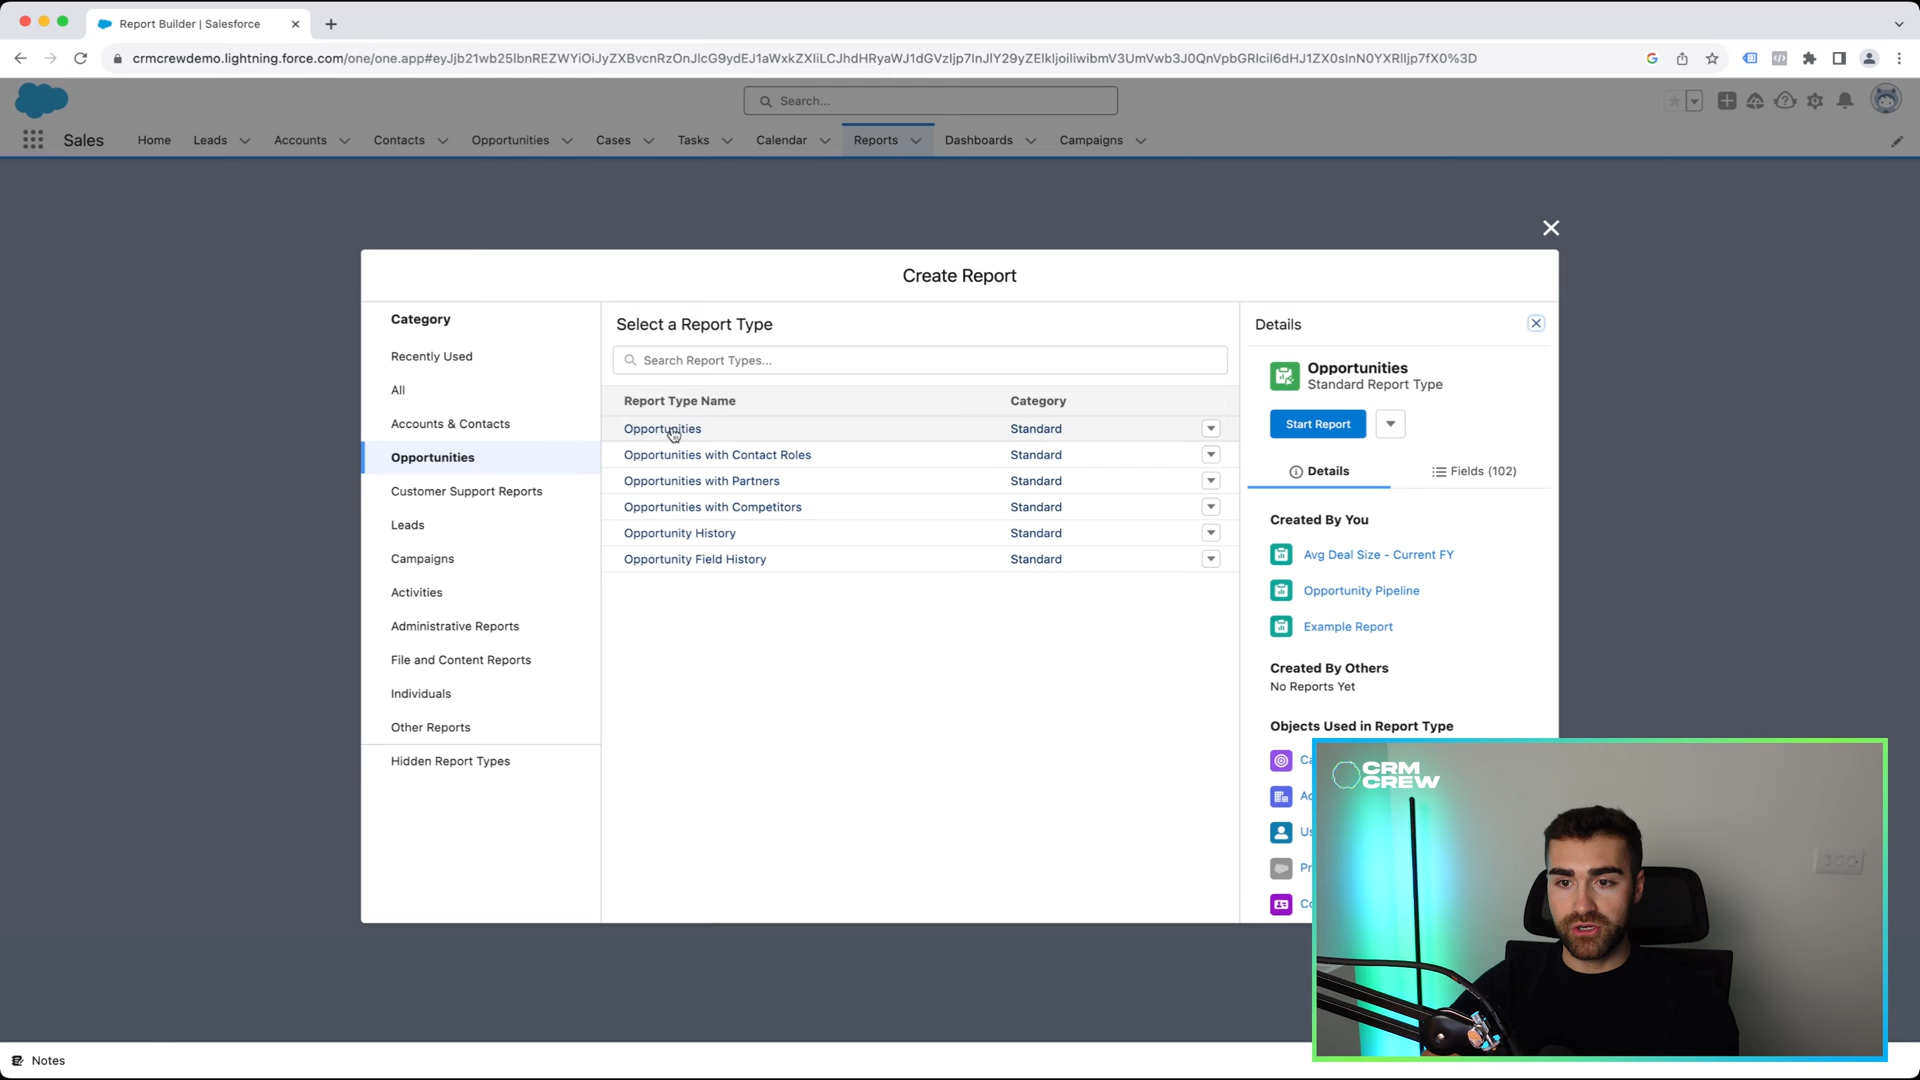 Report Builder | Salesforce
crmcrewdemo.lightning.force.com/one/one.app#eyJjb21wb25lbnREZWYiOiJyZXBvcnRzOnJlcG9ydEJ1aWxkZXIiLCJhdHRyaWJ1dGVzIjp7InJlY29yZElkIjoiIiwibmV3UmVwb3J0QnVpbGRlciI6dHJ1ZX0sInN0YXRlIjp7fX0%3D
Search...
Sales
Home
Leads
Accounts
Contacts
Opportunities
Cases
Tasks
Calendar
Reports
Dashboards
Campaigns
Create Report
Category
Recently Used
All
Accounts & Contacts
Opportunities
Customer Support Reports
Leads
Campaigns
Activities
Administrative Reports
File and Content Reports
Individuals
Other Reports
Hidden Report Types
Select a Report Type
Search Report Types...
Report Type Name Category
Opportunities Standard
Opportunities with Contact Roles Standard
Opportunities with Partners Standard
Opportunities with Competitors Standard
Opportunity History Standard
Opportunity Field History Standard
Details
Opportunities
Standard Report Type
Start Report
Details
Fields (102)
Created By You
Avg Deal Size - Current FY
Opportunity Pipeline
Example Report
Created By Others
No Reports Yet
Objects Used in Report Type
CRM
CREW
Notes